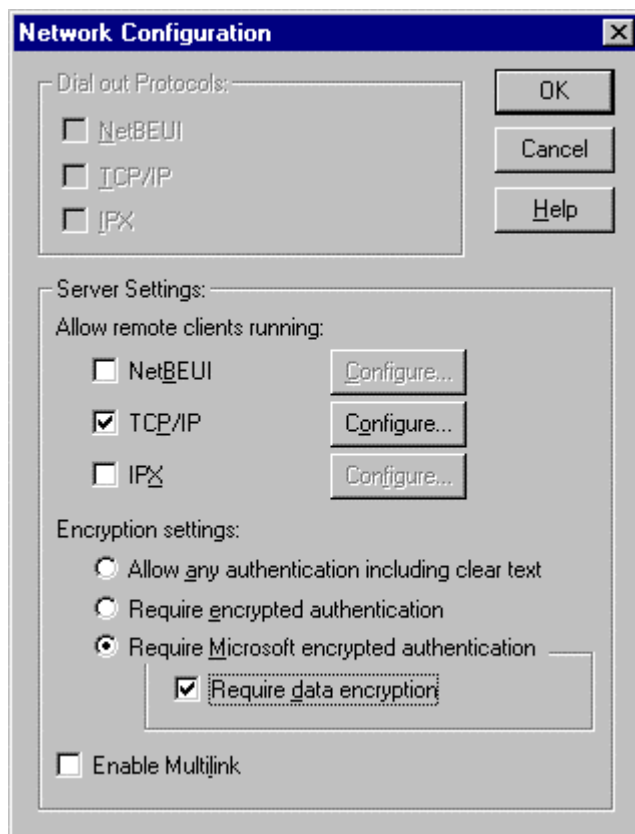 Network Configuration
Dial out Protocols:
NetBEUI
TCP/IP
IPX
OK
Cancel
Help
Server Settings:
Allow remote clients running:
NetBEUI Configure...
TCP/IP Configure...
IPX Configure...
Encryption settings:
Allow any authentication including clear text
Require encrypted authentication
Require Microsoft encrypted authentication
Require data encryption
Enable Multilink